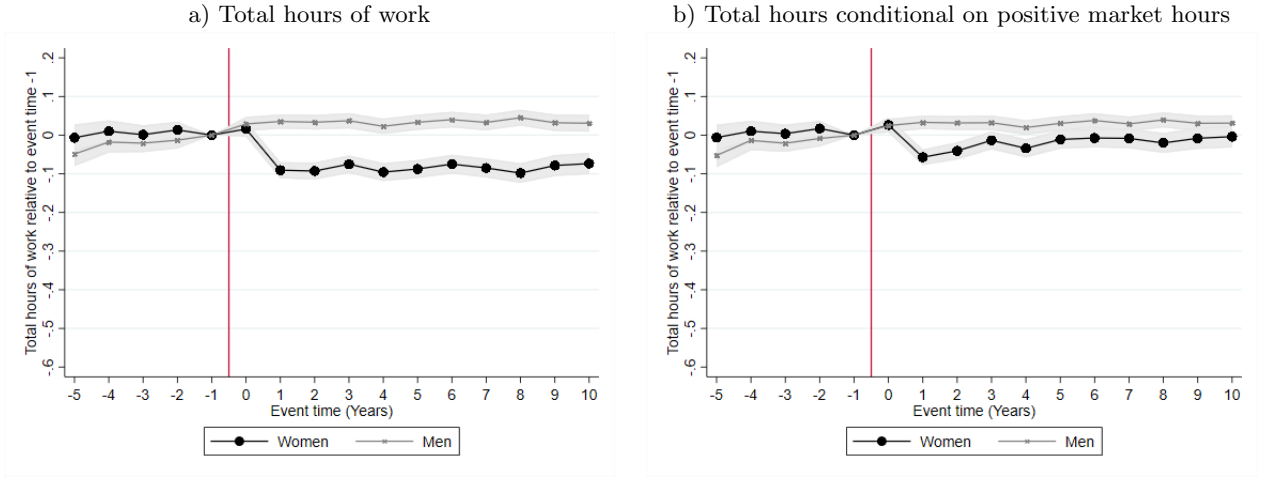 a) Total hours of work
Total hours of work relative to event time -1
.2
.1
0
-.1
-.2
-.3
-.4
-.5
-.6
-5 -4 -3 -2 -1 0 1 2 3 4 5 6 7 8 9 10
Event time (Years)
Women Men
b) Total hours conditional on positive market hours
Total hours of work relative to event time -1
.2
.1
0
-.1
-.2
-.3
-.4
-.5
-.6
-5 -4 -3 -2 -1 0 1 2 3 4 5 6 7 8 9 10
Event time (Years)
Women Men